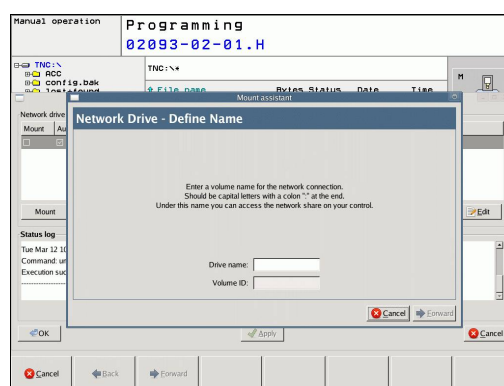 Manual operation
Programming
02093-02-01.H
TNC:\
ACC
config.bak
lost+found
TNC:\*
File name Bytes Status Date Time
M
Mount assistant
Network drive
Mount Au
Network Drive - Define Name
Enter a volume name for the network connection.
Should be capital letters with a colon ":" at the end.
Under this name you can access the network share on your control.
Mount
Edit
Status log
Tue Mar 12 10
Command: ur
Execution suc
Drive name:
Volume ID:
Cancel Forward
OK Apply Cancel
Cancel Back Forward